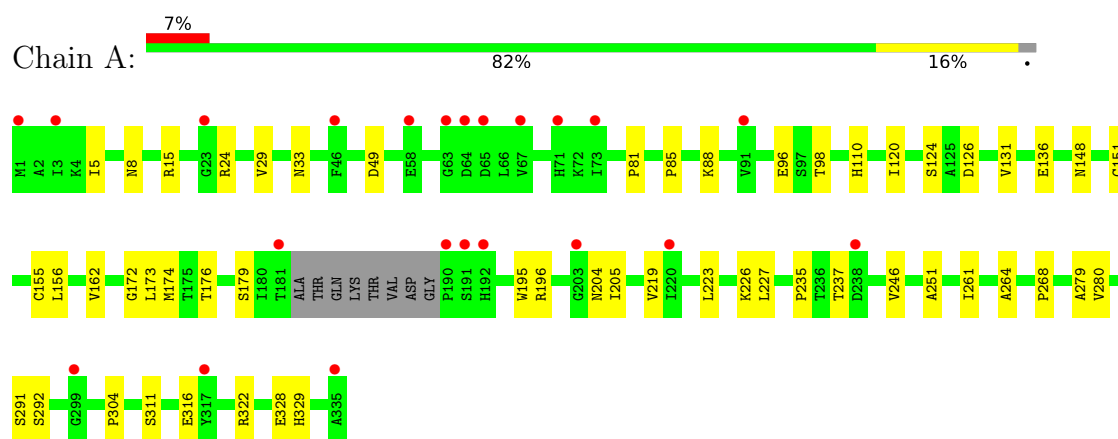 7%
Chain A:
82% 16%
M1 A2 I3 K4 I5 N8 R15 G23 R24 V29 N33 F46 D49 E58 G63 D64 D65 L66 V67 H71 K72 I73 P81 P85 K88 V91 E96 S97 T98 H110 I120 S124 A125 D126 V131 E136 N148 C151
C155 L156 V162 G172 L173 M174 T175 T176 S179 I180 T181 ALA THR GLN LYS THR VAL ASP GLY P190 S191 H192 W195 R196 G203 N204 I205 V219 I220 L223 K226 L227 P235 T236 T237 D238 V246 A251 I261 A264 P268 A279 V280
S291 S292 G299 P304 S311 E316 Y317 R322 E328 H329 A335